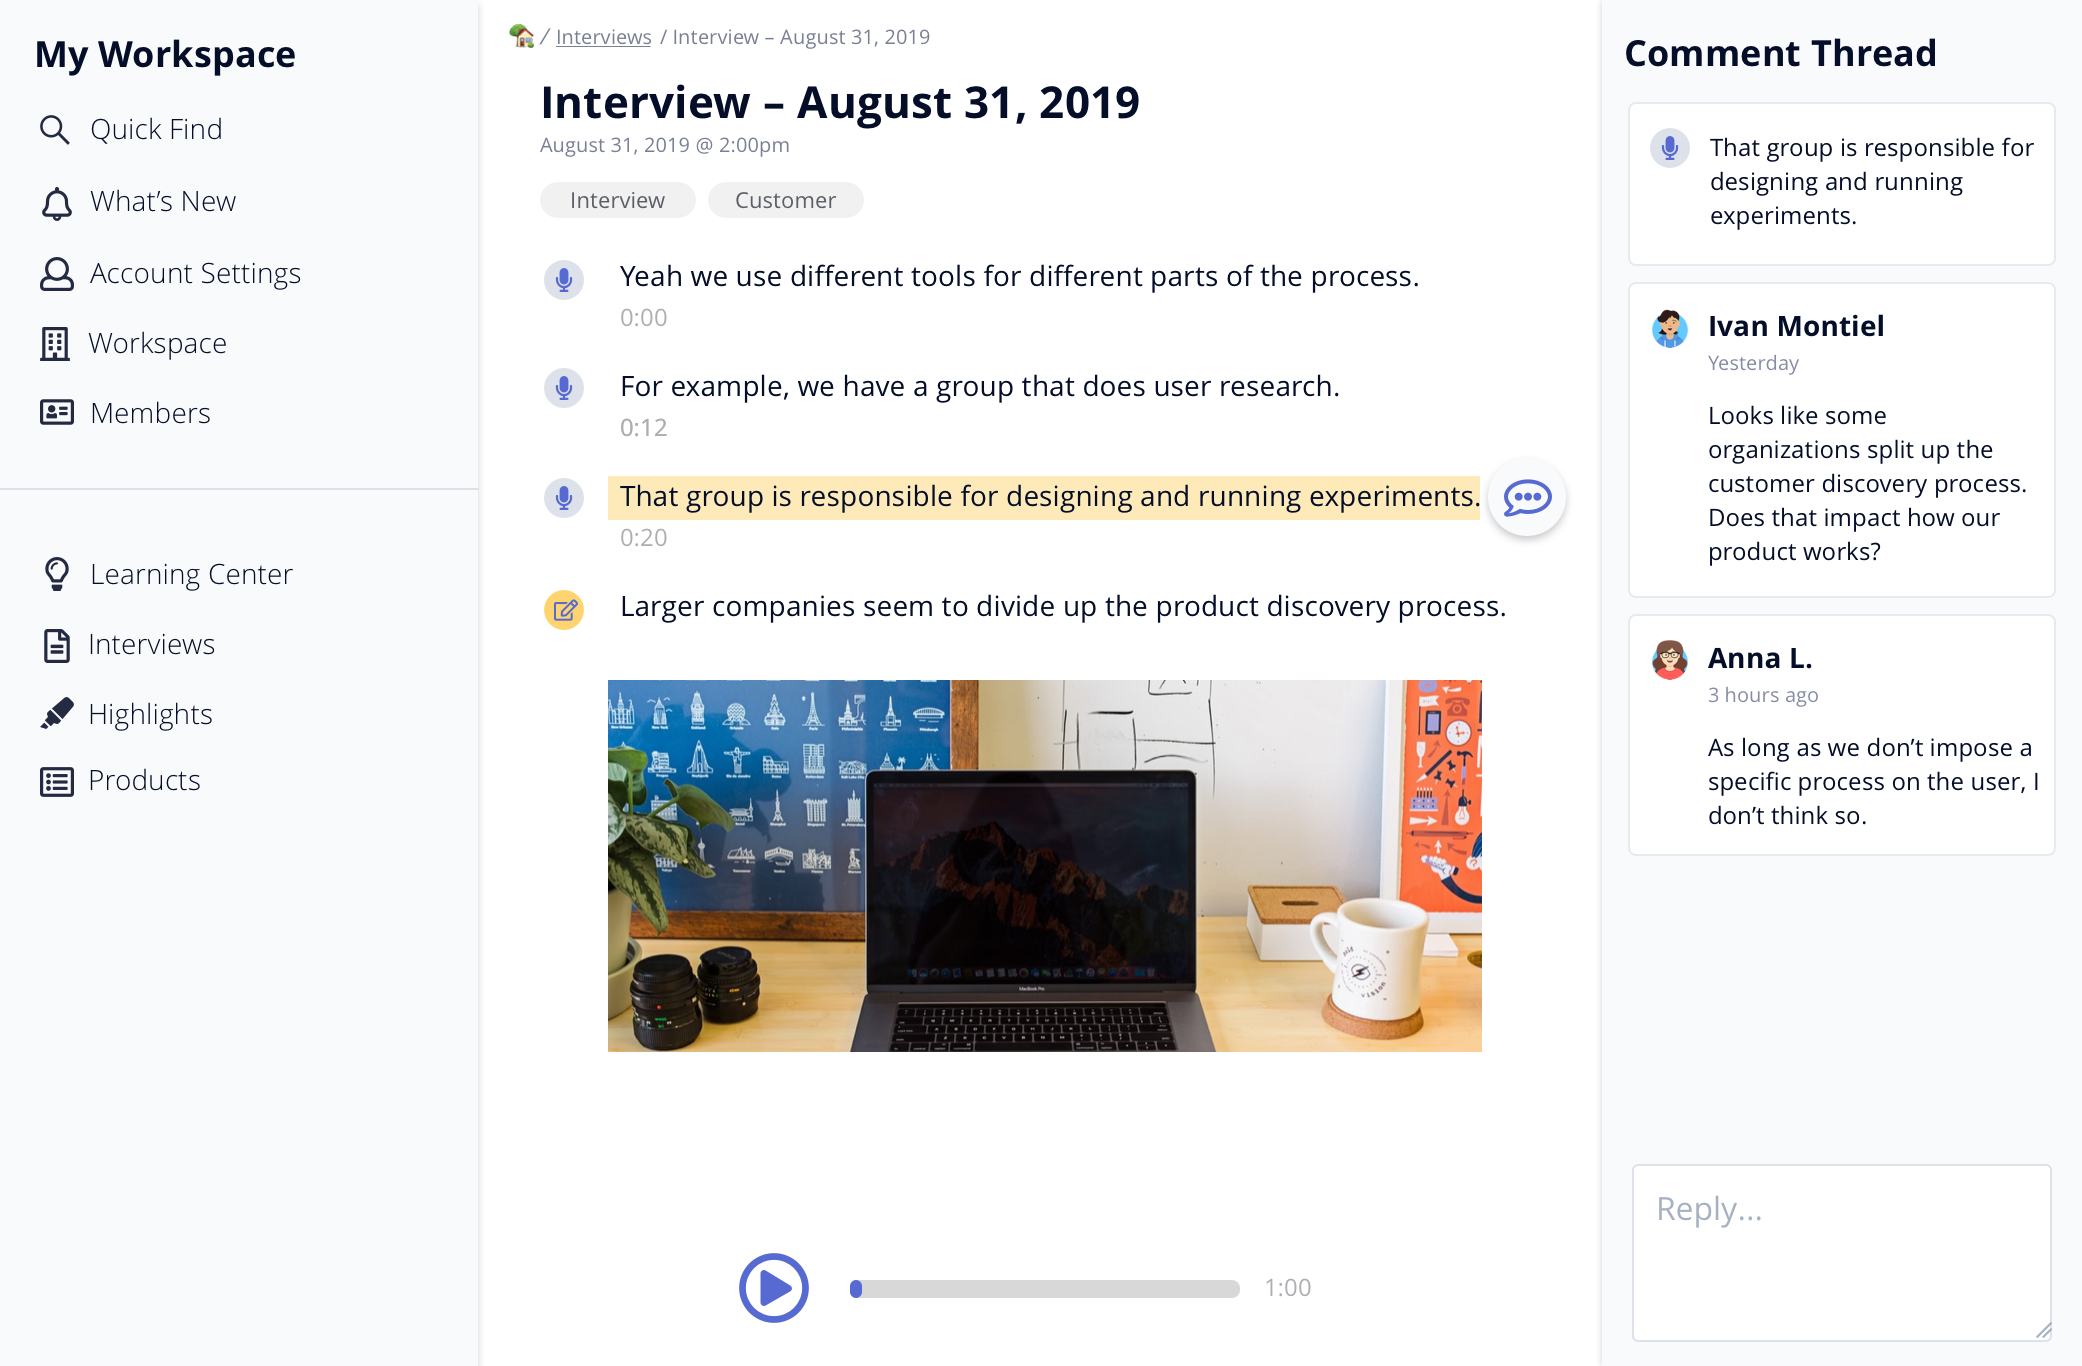 My Workspace
Quick Find
What’s New
Account Settings
Workspace
Members
Learning Center
Interviews
Highlights
Products
/ Interviews / Interview – August 31, 2019
Interview – August 31, 2019
August 31, 2019 @ 2:00pm
Interview
Customer
Yeah we use different tools for different parts of the process.
0:00
For example, we have a group that does user research.
0:12
That group is responsible for designing and running experiments.
0:20
Larger companies seem to divide up the product discovery process.
MacBook Pro
1:00
Comment Thread
That group is responsible for
designing and running
experiments.
Ivan Montiel
Yesterday
Looks like some
organizations split up the
customer discovery process.
Does that impact how our
product works?
Anna L.
3 hours ago
As long as we don’t impose a
specific process on the user, I
don’t think so.
Reply...